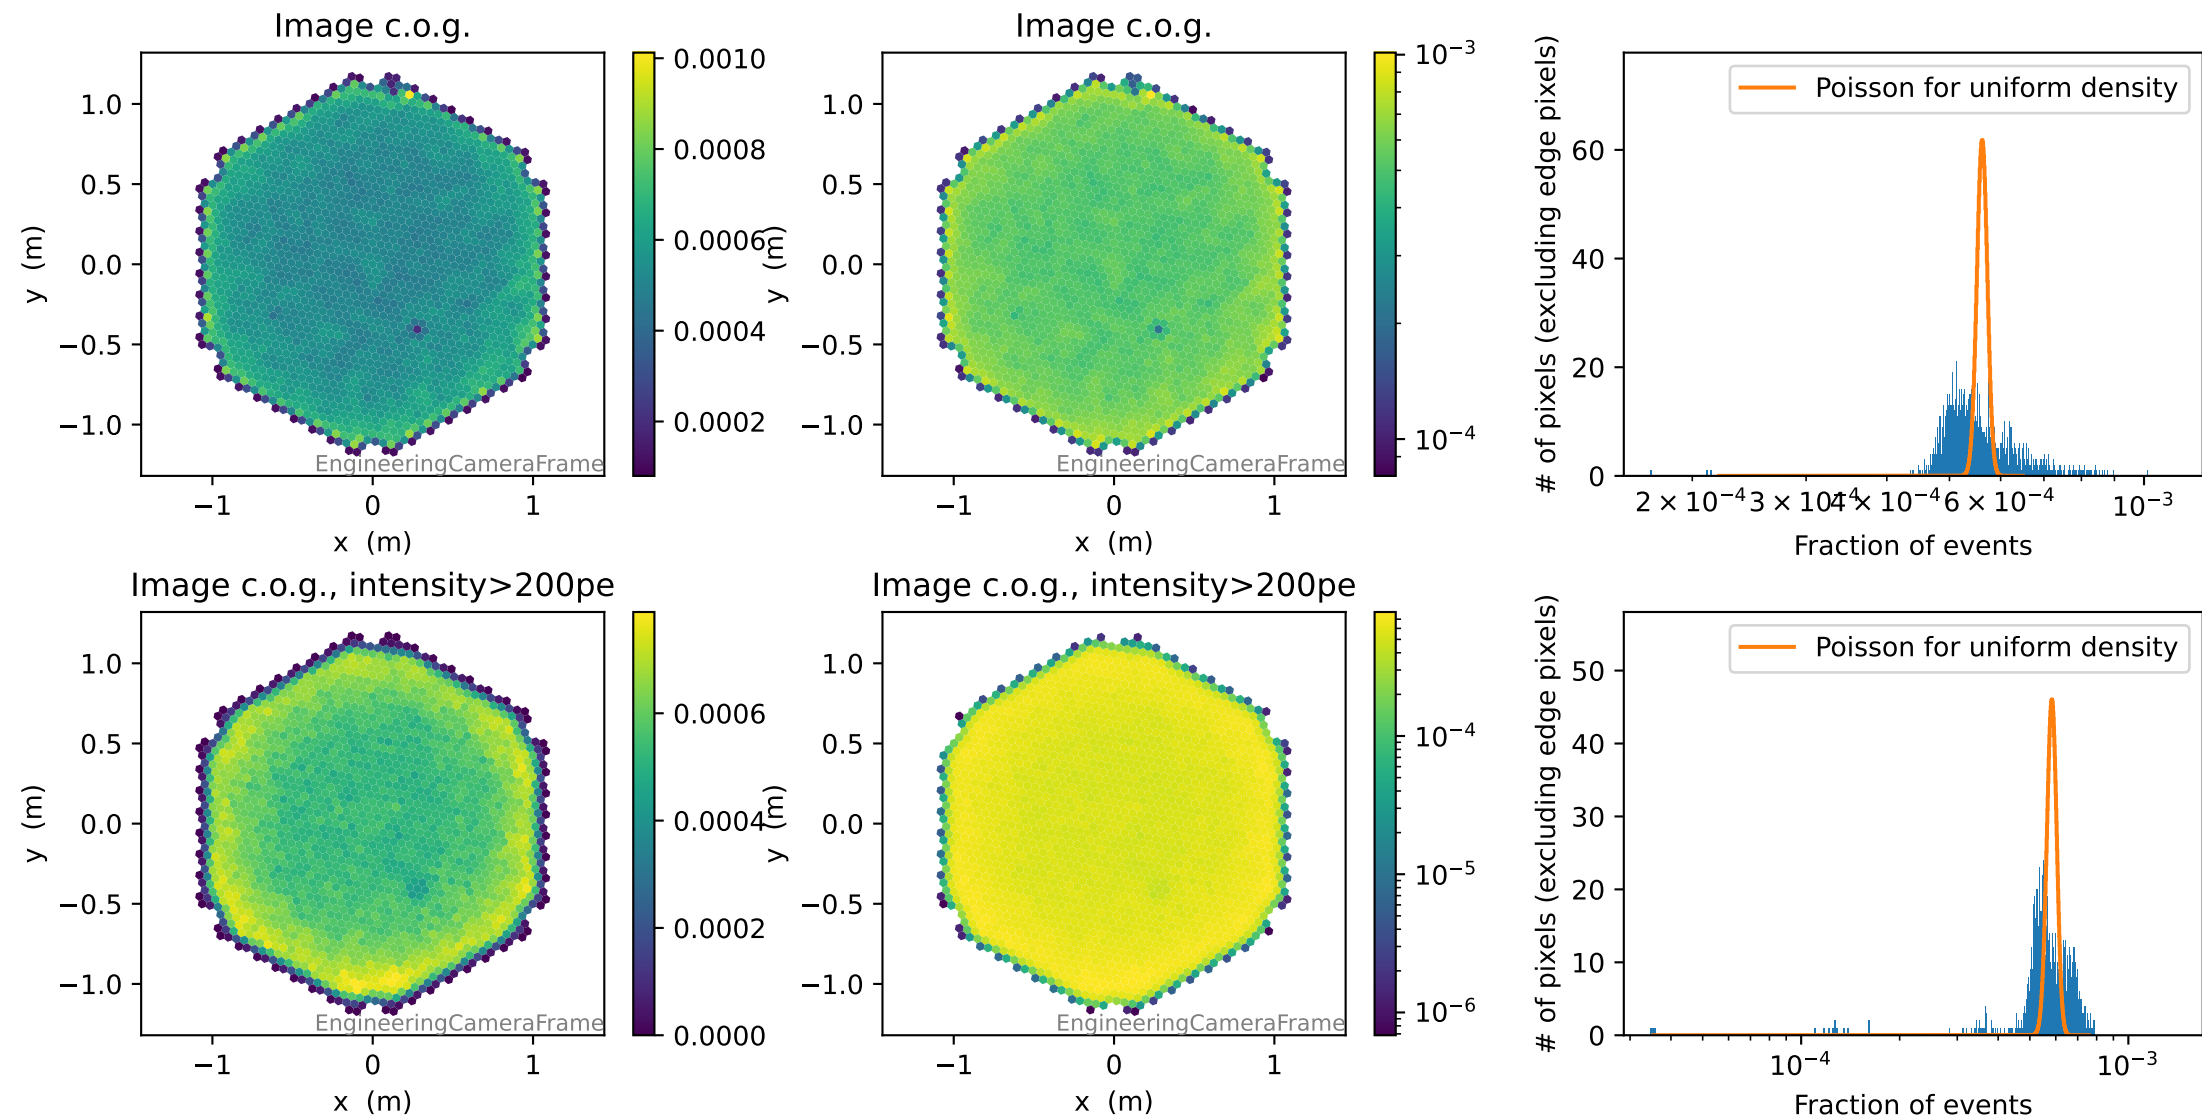 Image c.o.g.
1.0
0.5
0.0
−0.5
−1.0
y (m)
−1 0 1
x (m)
EngineeringCameraFrame
0.0010
0.0008
0.0006
0.0004
0.0002
Image c.o.g.
1.0
0.5
0.0
−0.5
−1.0
y (m)
−1 0 1
x (m)
EngineeringCameraFrame
10⁻³
10⁻⁴
Poisson for uniform density
# of pixels (excluding edge pixels)
60
40
20
0
2 × 10⁻⁴ 3 × 10⁻⁴ 4 × 10⁻⁴ 6 × 10⁻⁴ 10⁻³
Fraction of events
Image c.o.g., intensity>200pe
1.0
0.5
0.0
−0.5
−1.0
y (m)
−1 0 1
x (m)
EngineeringCameraFrame
0.0006
0.0004
0.0002
0.0000
Image c.o.g., intensity>200pe
1.0
0.5
0.0
−0.5
−1.0
y (m)
−1 0 1
x (m)
EngineeringCameraFrame
10⁻⁴
10⁻⁵
10⁻⁶
Poisson for uniform density
# of pixels (excluding edge pixels)
50
40
30
20
10
0
10⁻⁴ 10⁻³
Fraction of events